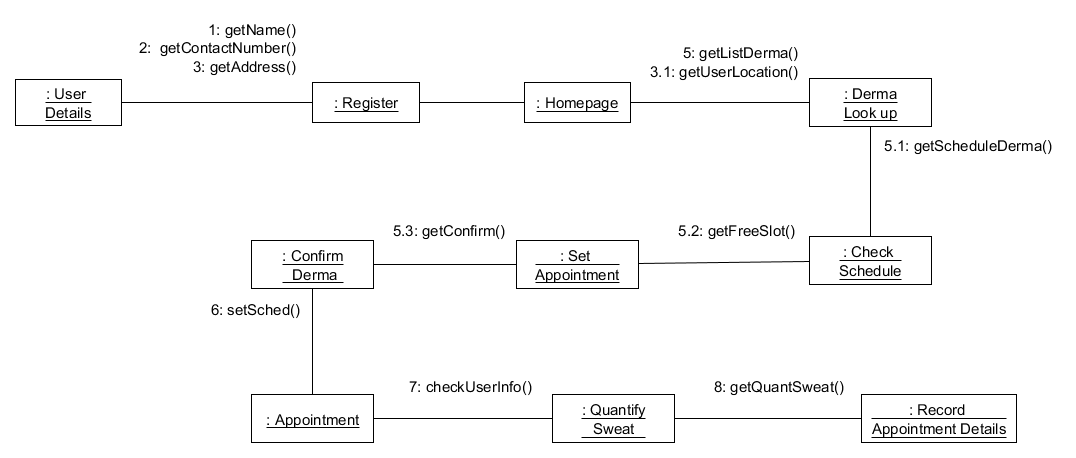 1: getName()
2: getContactNumber()
3: getAddress()
5: getListDerma()
3.1: getUserLocation()
: User
Details
: Register
: Homepage
: Derma
Look up
5.1: getScheduleDerma()
5.3: getConfirm()
5.2: getFreeSlot()
: Confirm
Derma
: Set
Appointment
: Check
Schedule
6: setSched()
7: checkUserInfo()
8: getQuantSweat()
: Appointment
: Quantify
Sweat
: Record
Appointment Details